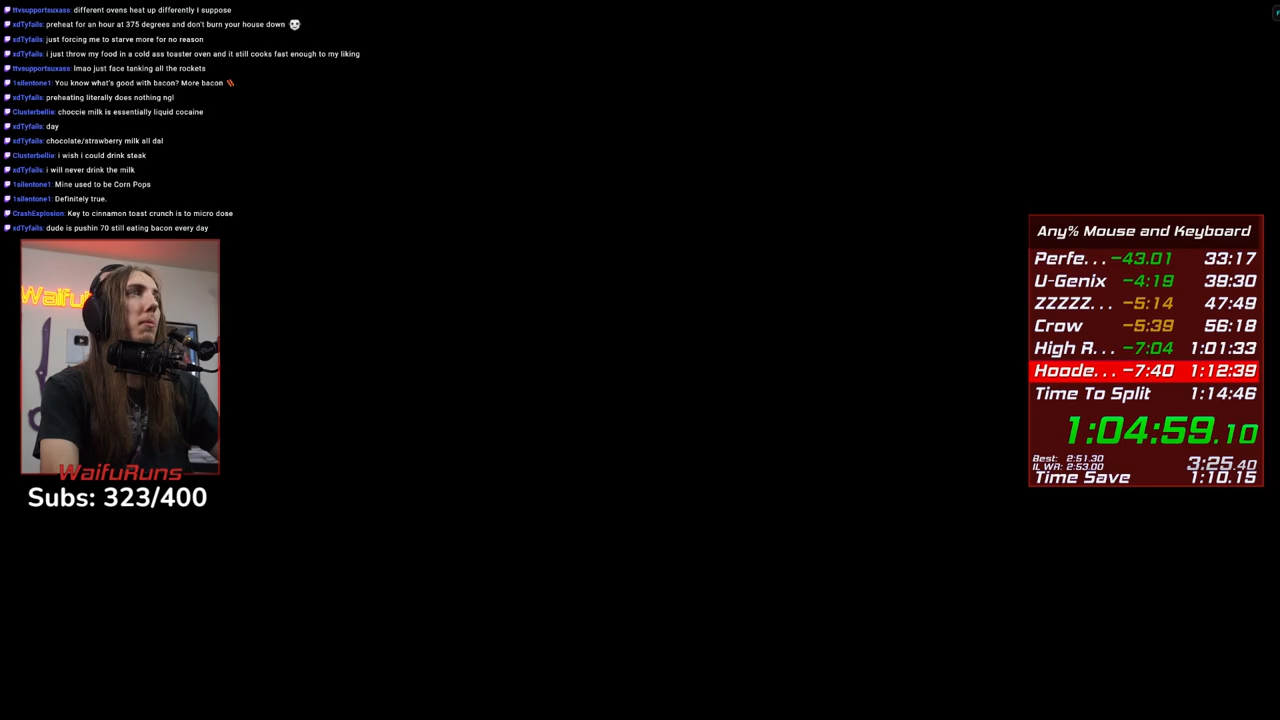 ttvsupportsuxass: different ovens heat up differently I suppose
xdTyfails: preheat for an hour at 375 degrees and don't burn your house down
xdTyfails: just forcing me to starve more for no reason
xdTyfails: i just throw my food in a cold ass toaster oven and it still cooks fast enough to my liking
ttvsupportsuxass: lmao just face tanking all the rockets
1silentone1: You know what's good with bacon? More bacon
xdTyfails: preheating literally does nothing ngl
Clusterbellie: choccie milk is essentially liquid cocaine
xdTyfails: day
xdTyfails: chocolate/strawberry milk all dal
Clusterbellie: i wish i could drink steak
xdTyfails: i will never drink the milk
1silentone1: Mine used to be Corn Pops
1silentone1: Definitely true.
CrashExplosion: Key to cinnamon toast crunch is to micro dose
xdTyfails: dude is pushin 70 still eating bacon every day
Waifu
WaifuRuns
Subs: 323/400
Any% Mouse and Keyboard
Perfe... -43.01 33:17
U-Genix -4:19 39:30
ZZZZZ... -5:14 47:49
Crow -5:39 56:18
High R... -7:04 1:01:33
Hoode... -7:40 1:12:39
Time To Split 1:14:46
1:04:59.10
Best: 2:51.30
IL WR: 2:53.00
3:25.40
Time Save 1:10.15